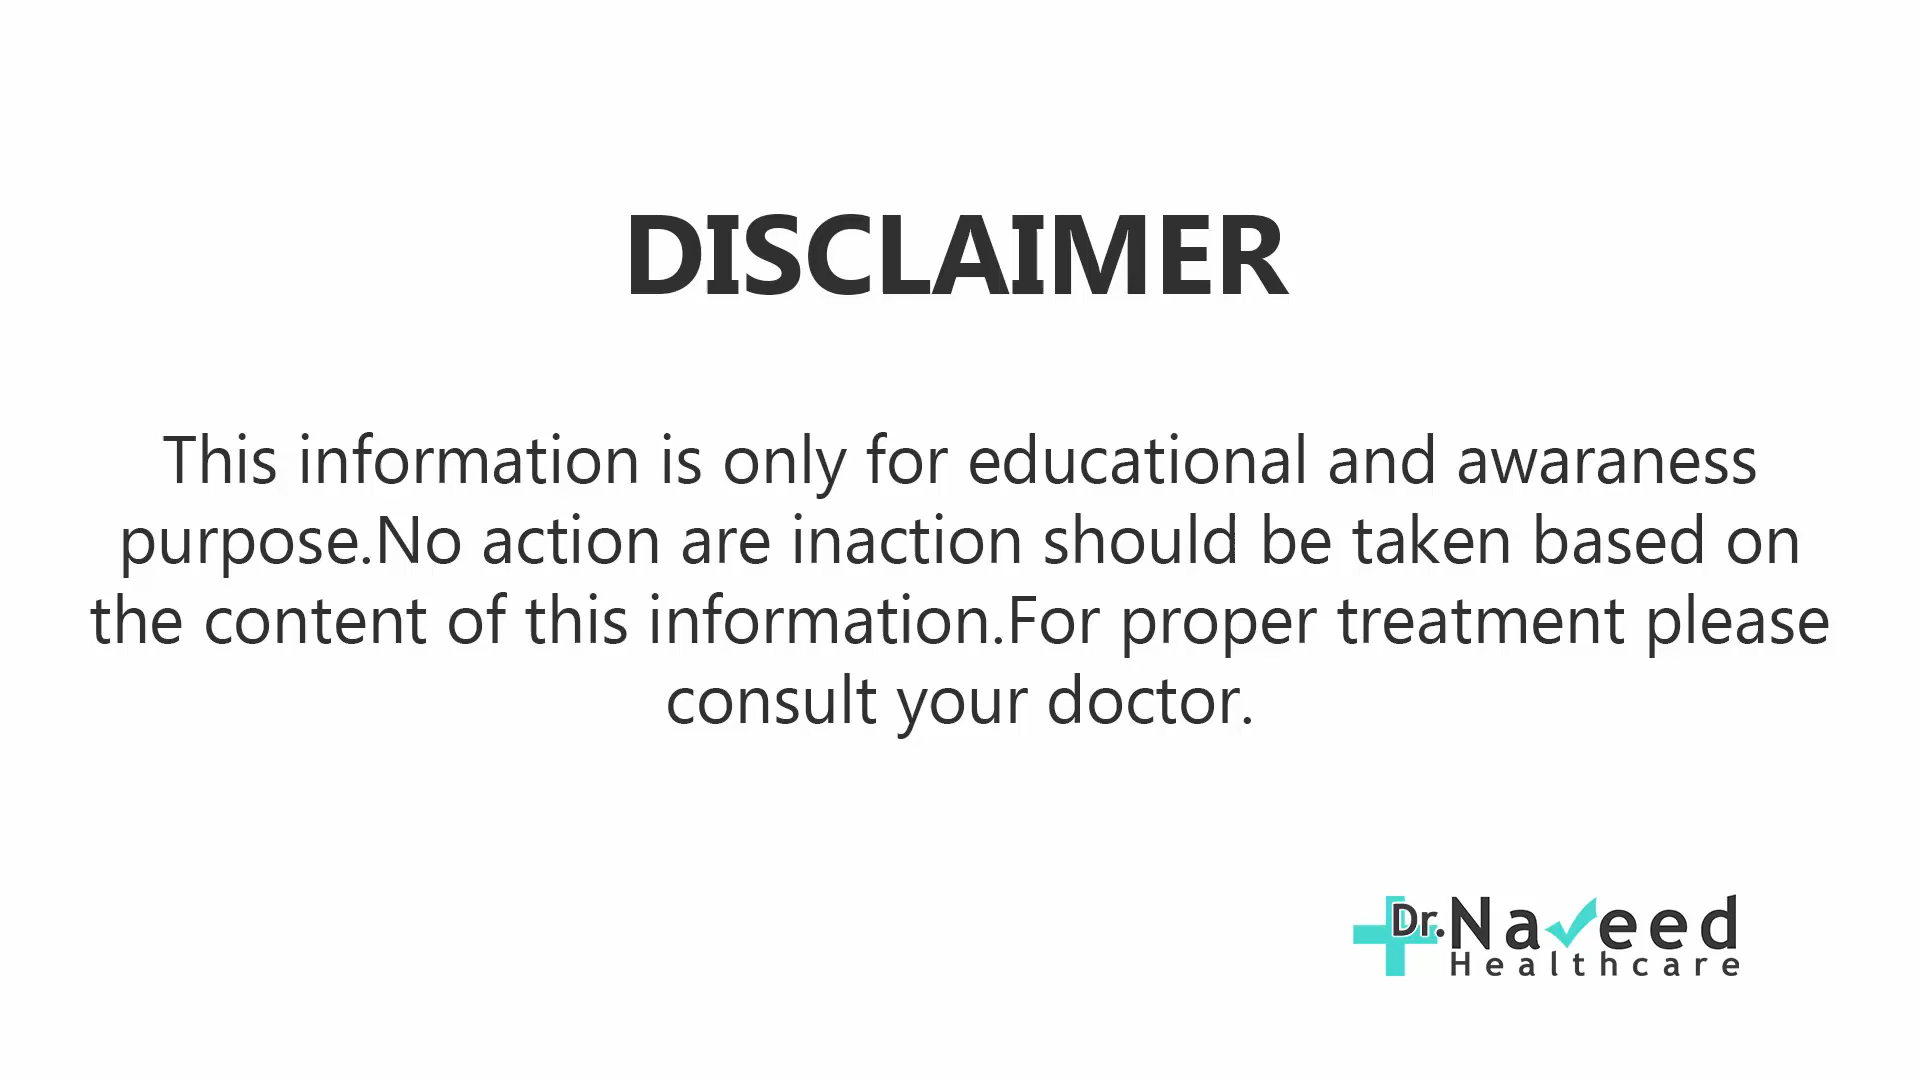 DISCLAIMER
This information is only for educational and awaraness
purpose.No action are inaction should be taken based on
the content of this information.For proper treatment please
consult your doctor.
Dr.Naveed
Healthcare